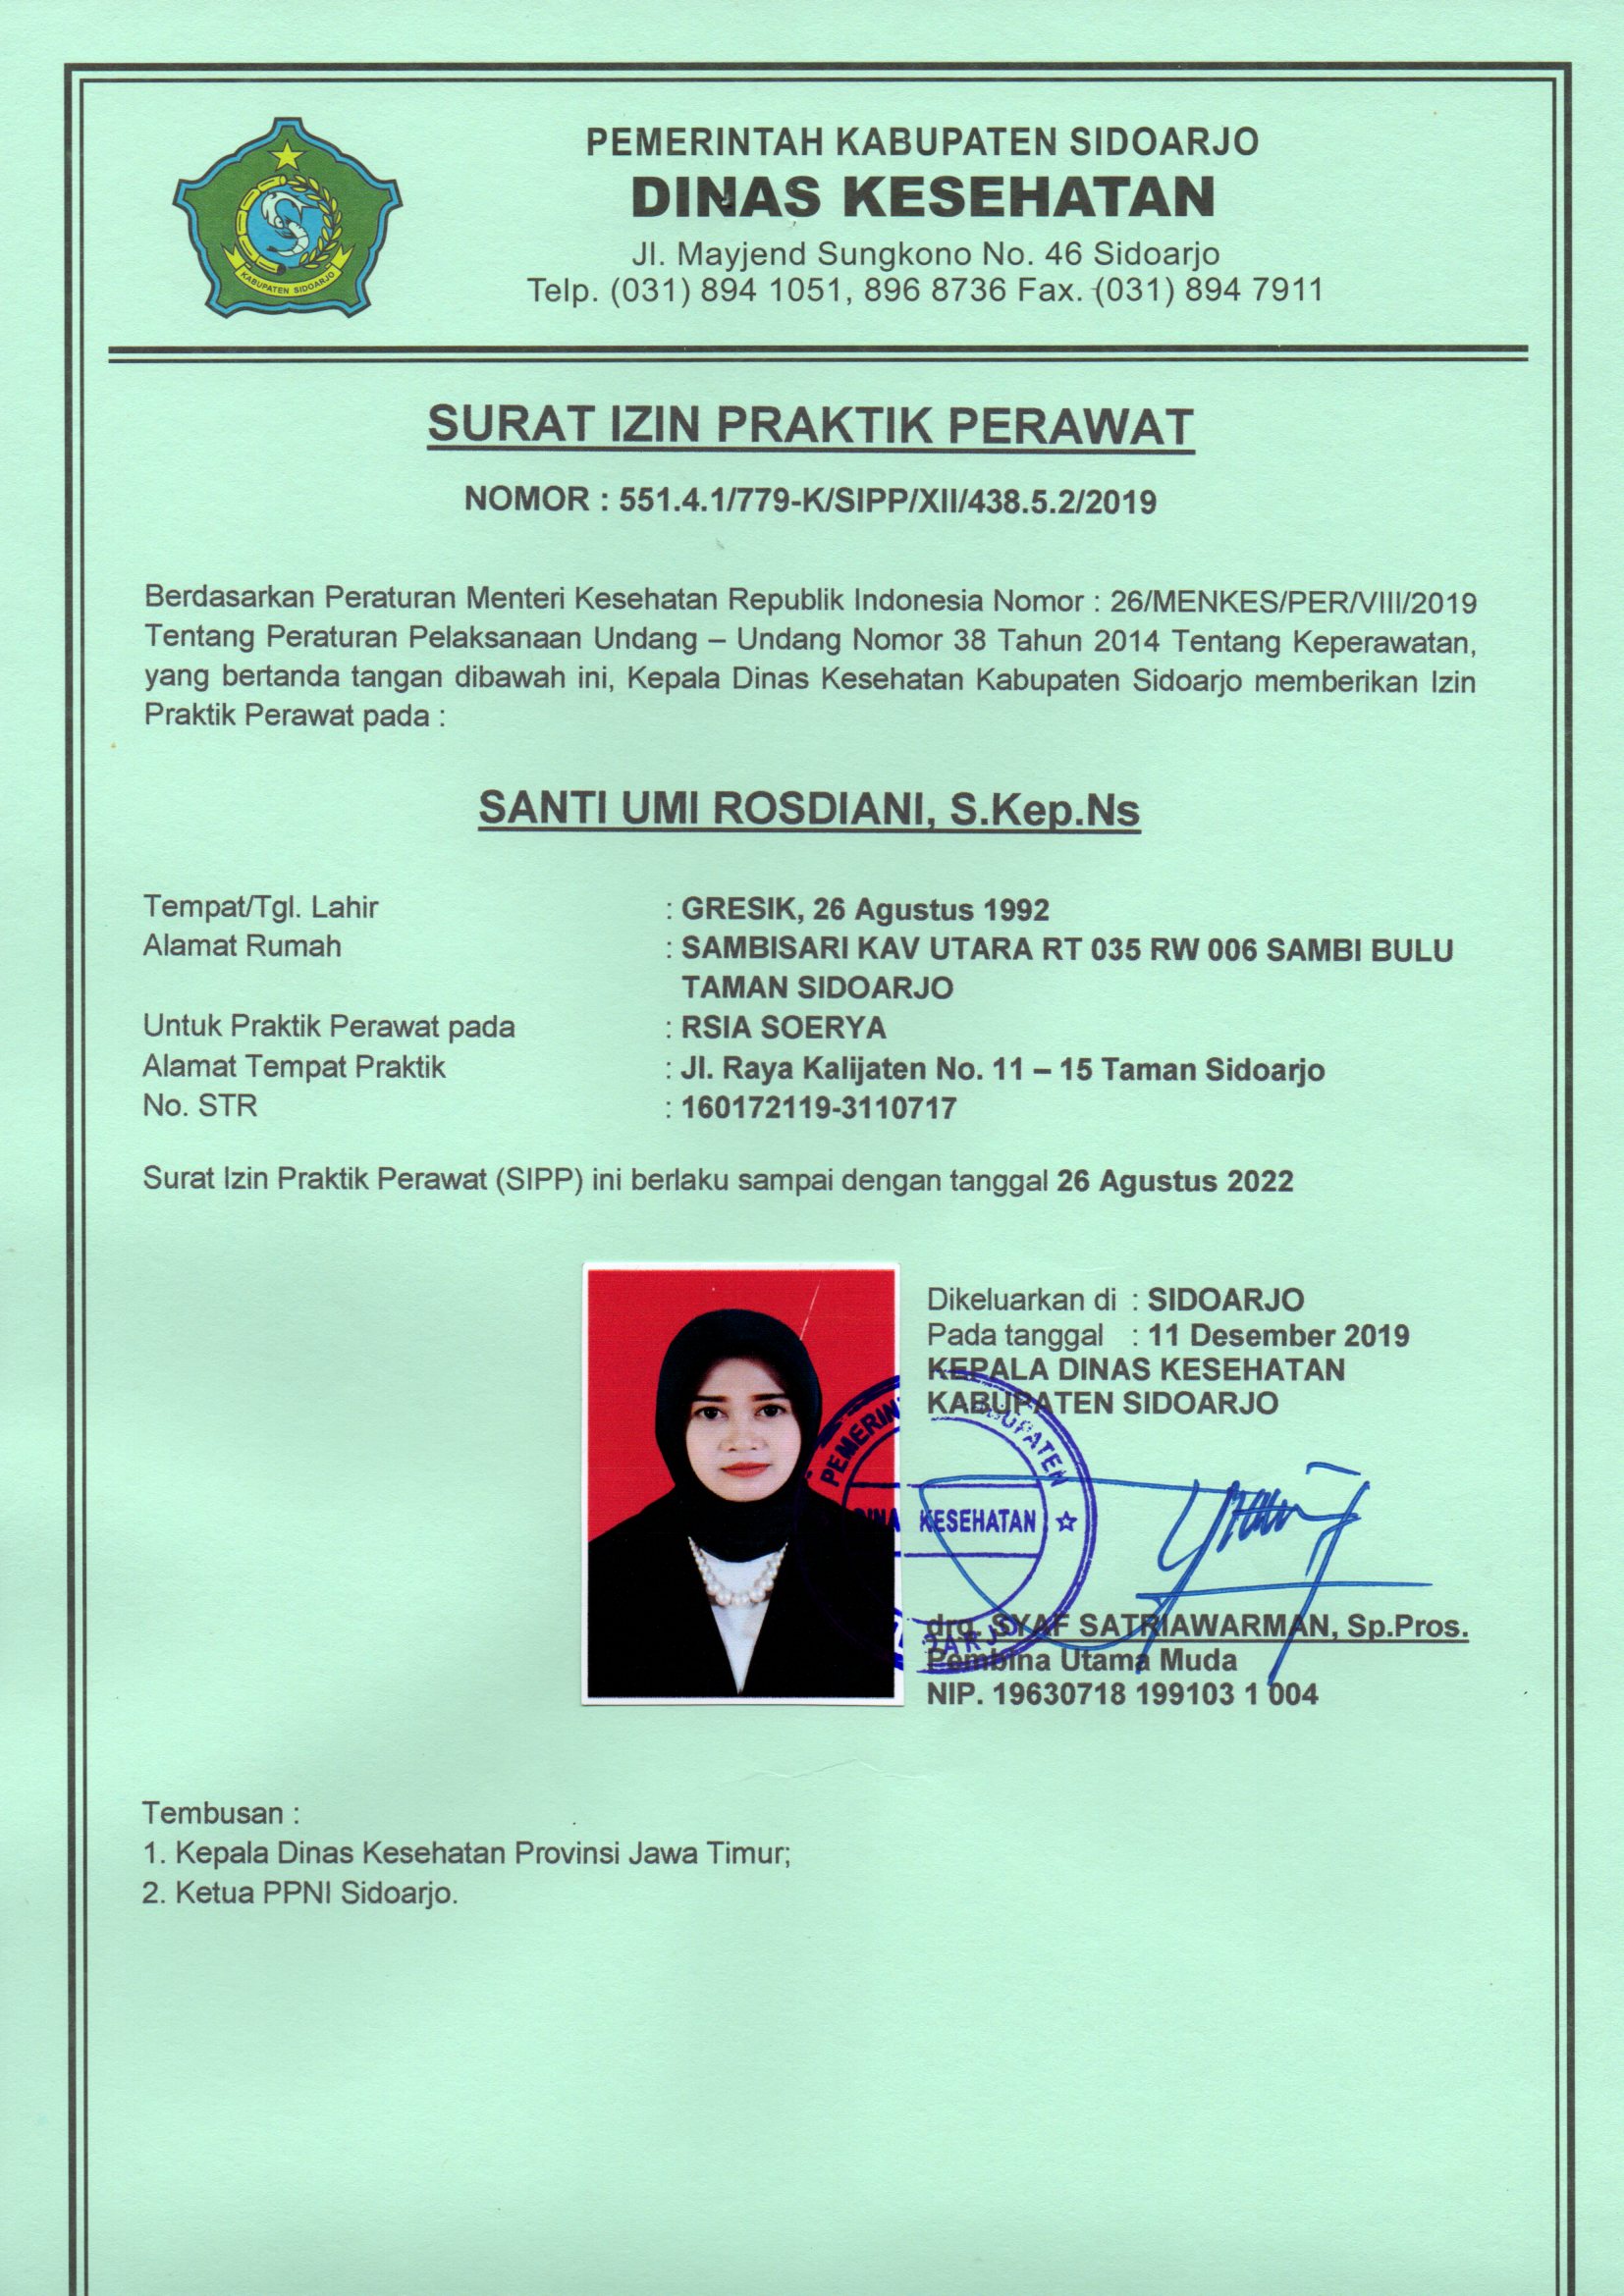 PEMERINTAH KABUPATEN SIDOARJO
DINAS KESEHATAN
Jl. Mayjend Sungkono No. 46 Sidoarjo
Telp. (031) 894 1051, 896 8736 Fax. (031) 894 7911
KABUPATEN SIDOARJO
SURAT IZIN PRAKTIK PERAWAT
NOMOR : 551.4.1/779-K/SIPP/XII/438.5.2/2019
Berdasarkan Peraturan Menteri Kesehatan Republik Indonesia Nomor : 26/MENKES/PER/VIII/2019
Tentang Peraturan Pelaksanaan Undang – Undang Nomor 38 Tahun 2014 Tentang Keperawatan,
yang bertanda tangan dibawah ini, Kepala Dinas Kesehatan Kabupaten Sidoarjo memberikan Izin
Praktik Perawat pada :
SANTI UMI ROSDIANI, S.Kep.Ns
Tempat/Tgl. Lahir : GRESIK, 26 Agustus 1992
Alamat Rumah : SAMBISARI KAV UTARA RT 035 RW 006 SAMBI BULU
TAMAN SIDOARJO
Untuk Praktik Perawat pada : RSIA SOERYA
Alamat Tempat Praktik : Jl. Raya Kalijaten No. 11 – 15 Taman Sidoarjo
No. STR : 160172119-3110717
Surat Izin Praktik Perawat (SIPP) ini berlaku sampai dengan tanggal 26 Agustus 2022
Dikeluarkan di : SIDOARJO
Pada tanggal : 11 Desember 2019
KEPALA DINAS KESEHATAN
KABUPATEN SIDOARJO
KESEHATAN
drg. SYAF SATRIAWARMAN, Sp.Pros.
Pembina Utama Muda
NIP. 19630718 199103 1 004
Tembusan :
1. Kepala Dinas Kesehatan Provinsi Jawa Timur;
2. Ketua PPNI Sidoarjo.